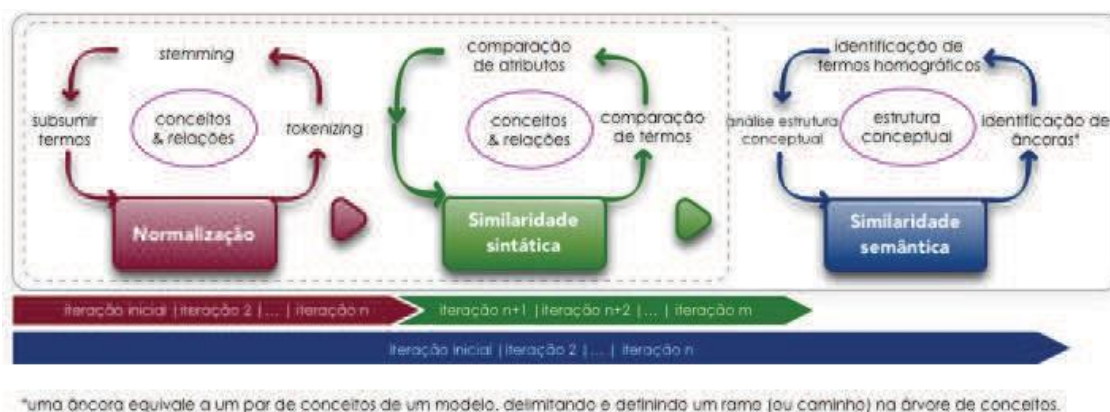 stemming
subsumir
termos
conceitos
& relações
tokenizing
Normalização
comparação
de atributos
conceitos
& relações
comparação
de termos
Similaridade
sintática
identificação de
termos homográficos
análise estrutura
conceptual
estrutura
conceptual
identificação de
âncoras*
Similaridade
semântica
iteração inicial |iteração 2 |... | iteração n
iteração n+1 |iteração n+2 |... | iteração m
iteração inicial |iteração 2 |... | iteração n
*uma âncora equivale a um par de conceitos de um modelo, delimitando e definindo um ramo (ou caminho) na árvore de conceitos.